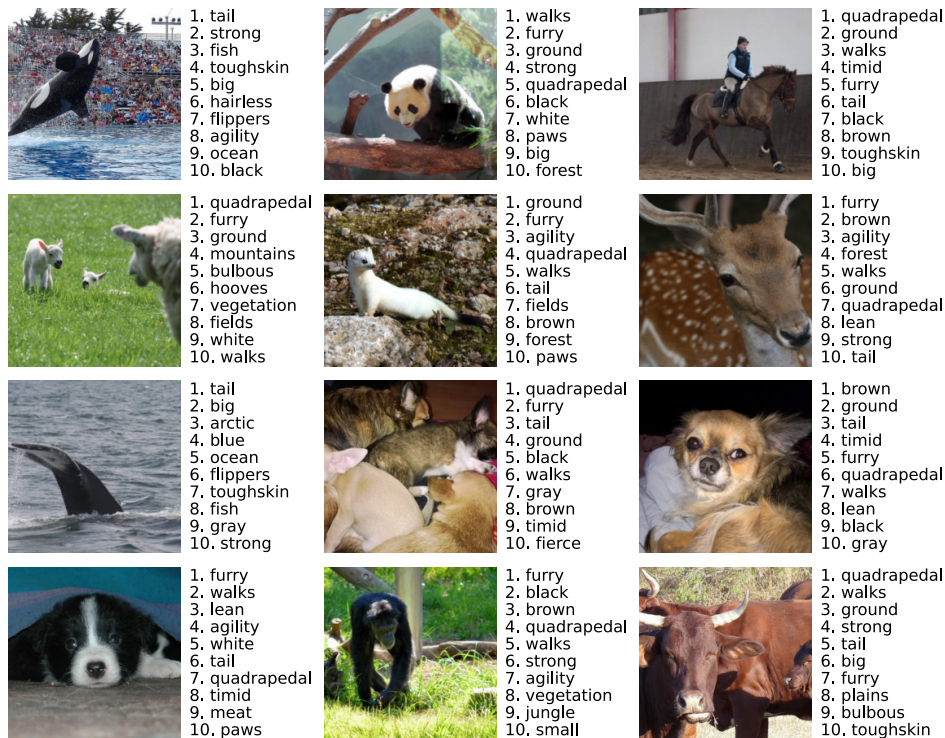 1. tail
2. strong
3. fish
4. toughskin
5. big
6. hairless
7. flippers
8. agility
9. ocean
10. black
1. walks
2. furry
3. ground
4. strong
5. quadrapedal
6. black
7. white
8. paws
9. big
10. forest
1. quadrapedal
2. ground
3. walks
4. timid
5. furry
6. tail
7. black
8. brown
9. toughskin
10. big
1. quadrapedal
2. furry
3. ground
4. mountains
5. bulbous
6. hooves
7. vegetation
8. fields
9. white
10. walks
1. ground
2. furry
3. agility
4. quadrapedal
5. walks
6. tail
7. fields
8. brown
9. forest
10. paws
1. furry
2. brown
3. agility
4. forest
5. walks
6. ground
7. quadrapedal
8. lean
9. strong
10. tail
1. tail
2. big
3. arctic
4. blue
5. ocean
6. flippers
7. toughskin
8. fish
9. gray
10. strong
1. quadrapedal
2. furry
3. tail
4. ground
5. black
6. walks
7. gray
8. brown
9. timid
10. fierce
1. brown
2. ground
3. tail
4. timid
5. furry
6. quadrapedal
7. walks
8. lean
9. black
10. gray
1. furry
2. walks
3. lean
4. agility
5. white
6. tail
7. quadrapedal
8. timid
9. meat
10. paws
1. furry
2. black
3. brown
4. quadrapedal
5. walks
6. strong
7. agility
8. vegetation
9. jungle
10. small
1. quadrapedal
2. walks
3. ground
4. strong
5. tail
6. big
7. furry
8. plains
9. bulbous
10. toughskin